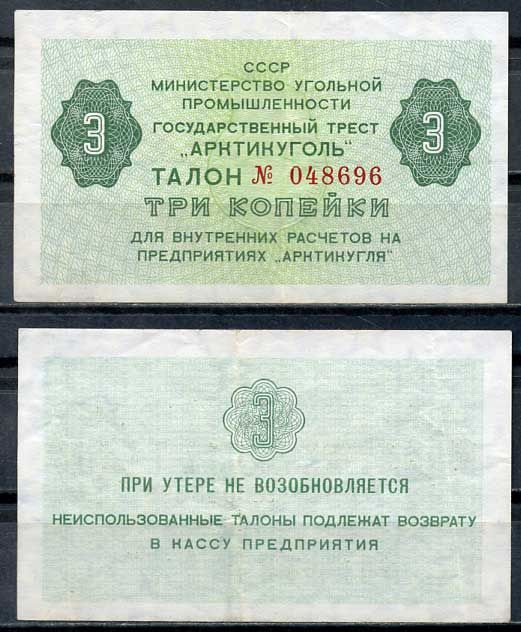 СССР
МИНИСТЕРСТВО УГОЛЬНОЙ
ПРОМЫШЛЕННОСТИ
ГОСУДАРСТВЕННЫЙ ТРЕСТ
„АРКТИКУГОЛЬ"
3
3
ТАЛОН № 048696
ТРИ КОПЕЙКИ
ДЛЯ ВНУТРЕННИХ РАСЧЕТОВ НА
ПРЕДПРИЯТИЯХ „АРКТИКУГЛЯ"
3
ПРИ УТЕРЕ НЕ ВОЗОБНОВЛЯЕТСЯ
НЕИСПОЛЬЗОВАННЫЕ ТАЛОНЫ ПОДЛЕЖАТ ВОЗВРАТУ
В КАССУ ПРЕДПРИЯТИЯ